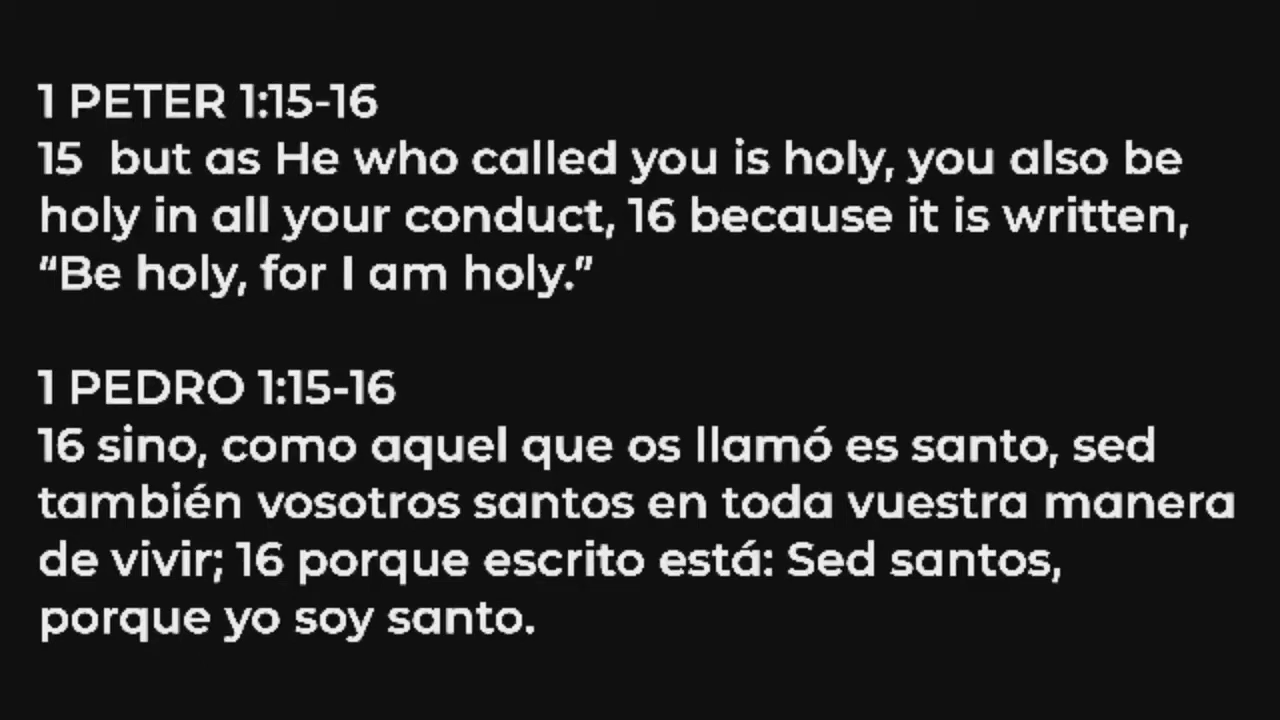 1 PETER 1:15-16
15  but as He who called you is holy, you also be
holy in all your conduct, 16 because it is written,
“Be holy, for I am holy.”
1 PEDRO 1:15-16
16 sino, como aquel que os llamó es santo, sed
también vosotros santos en toda vuestra manera
de vivir; 16 porque escrito está: Sed santos,
porque yo soy santo.